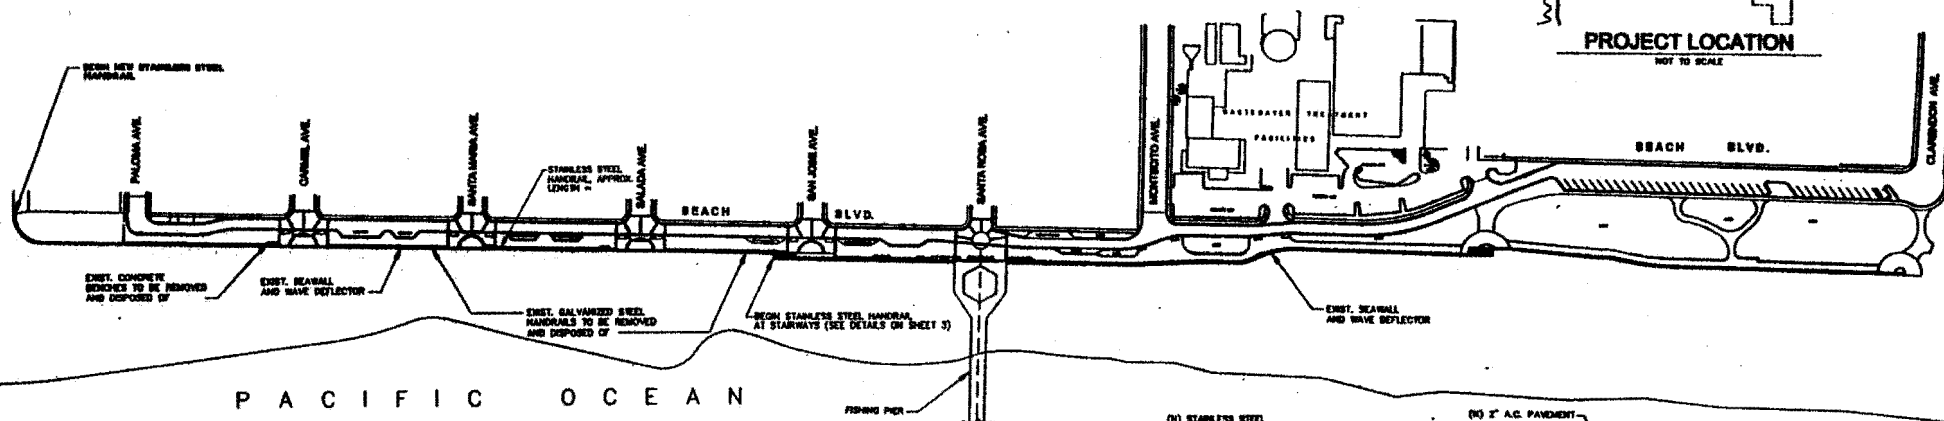 PROJECT LOCATION
NOT TO SCALE
BEGIN NEW STAINLESS STEEL
HANDRAIL
PALOMA AVE.
CARMEL AVE.
SANTA MARIA AVE.
STAINLESS STEEL
HANDRAIL, APPROX.
LENGTH =
SALADA AVE.
SAN JOSE AVE.
SANTA ROSA AVE.
MONTECITO AVE.
WASTEWATER TREATMENT
FACILITIES
BEACH BLVD.
CLARENDON AVE.
BEACH BLVD.
EXIST. CONCRETE
BENCHES TO BE REMOVED
AND DISPOSED OF
EXIST. SEAWALL
AND WAVE DEFLECTOR
EXIST. GALVANIZED STEEL
HANDRAILS TO BE REMOVED
AND DISPOSED OF
BEGIN STAINLESS STEEL HANDRAIL
AT STAIRWAYS (SEE DETAILS ON SHEET 3)
EXIST. SEAWALL
AND WAVE DEFLECTOR
PACIFIC OCEAN
FISHING PIER
(N) STAINLESS STEEL
(N) 2" A.C. PAVEMENT